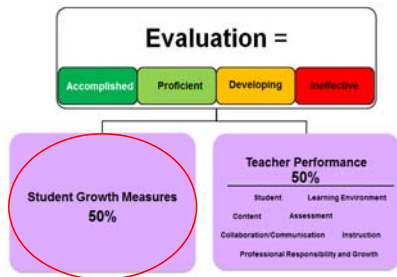 Evaluation =
Accomplished Proficient Developing Ineffective
Student Growth Measures
50%
Teacher Performance
50%
Student Learning Environment
Content Assessment
Collaboration/Communication Instruction
Professional Responsibility and Growth